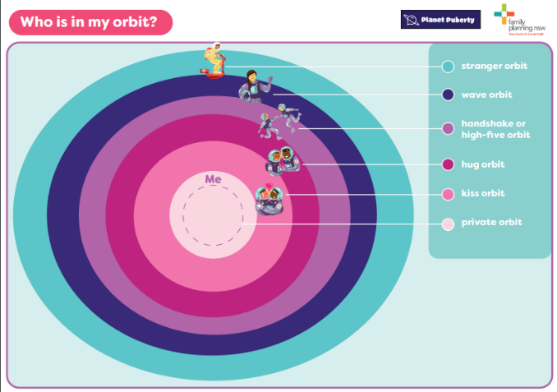 Who is in my orbit?
Planet Puberty
family
planning nsw
stranger orbit
wave orbit
handshake or
high-five orbit
hug orbit
kiss orbit
private orbit
Me